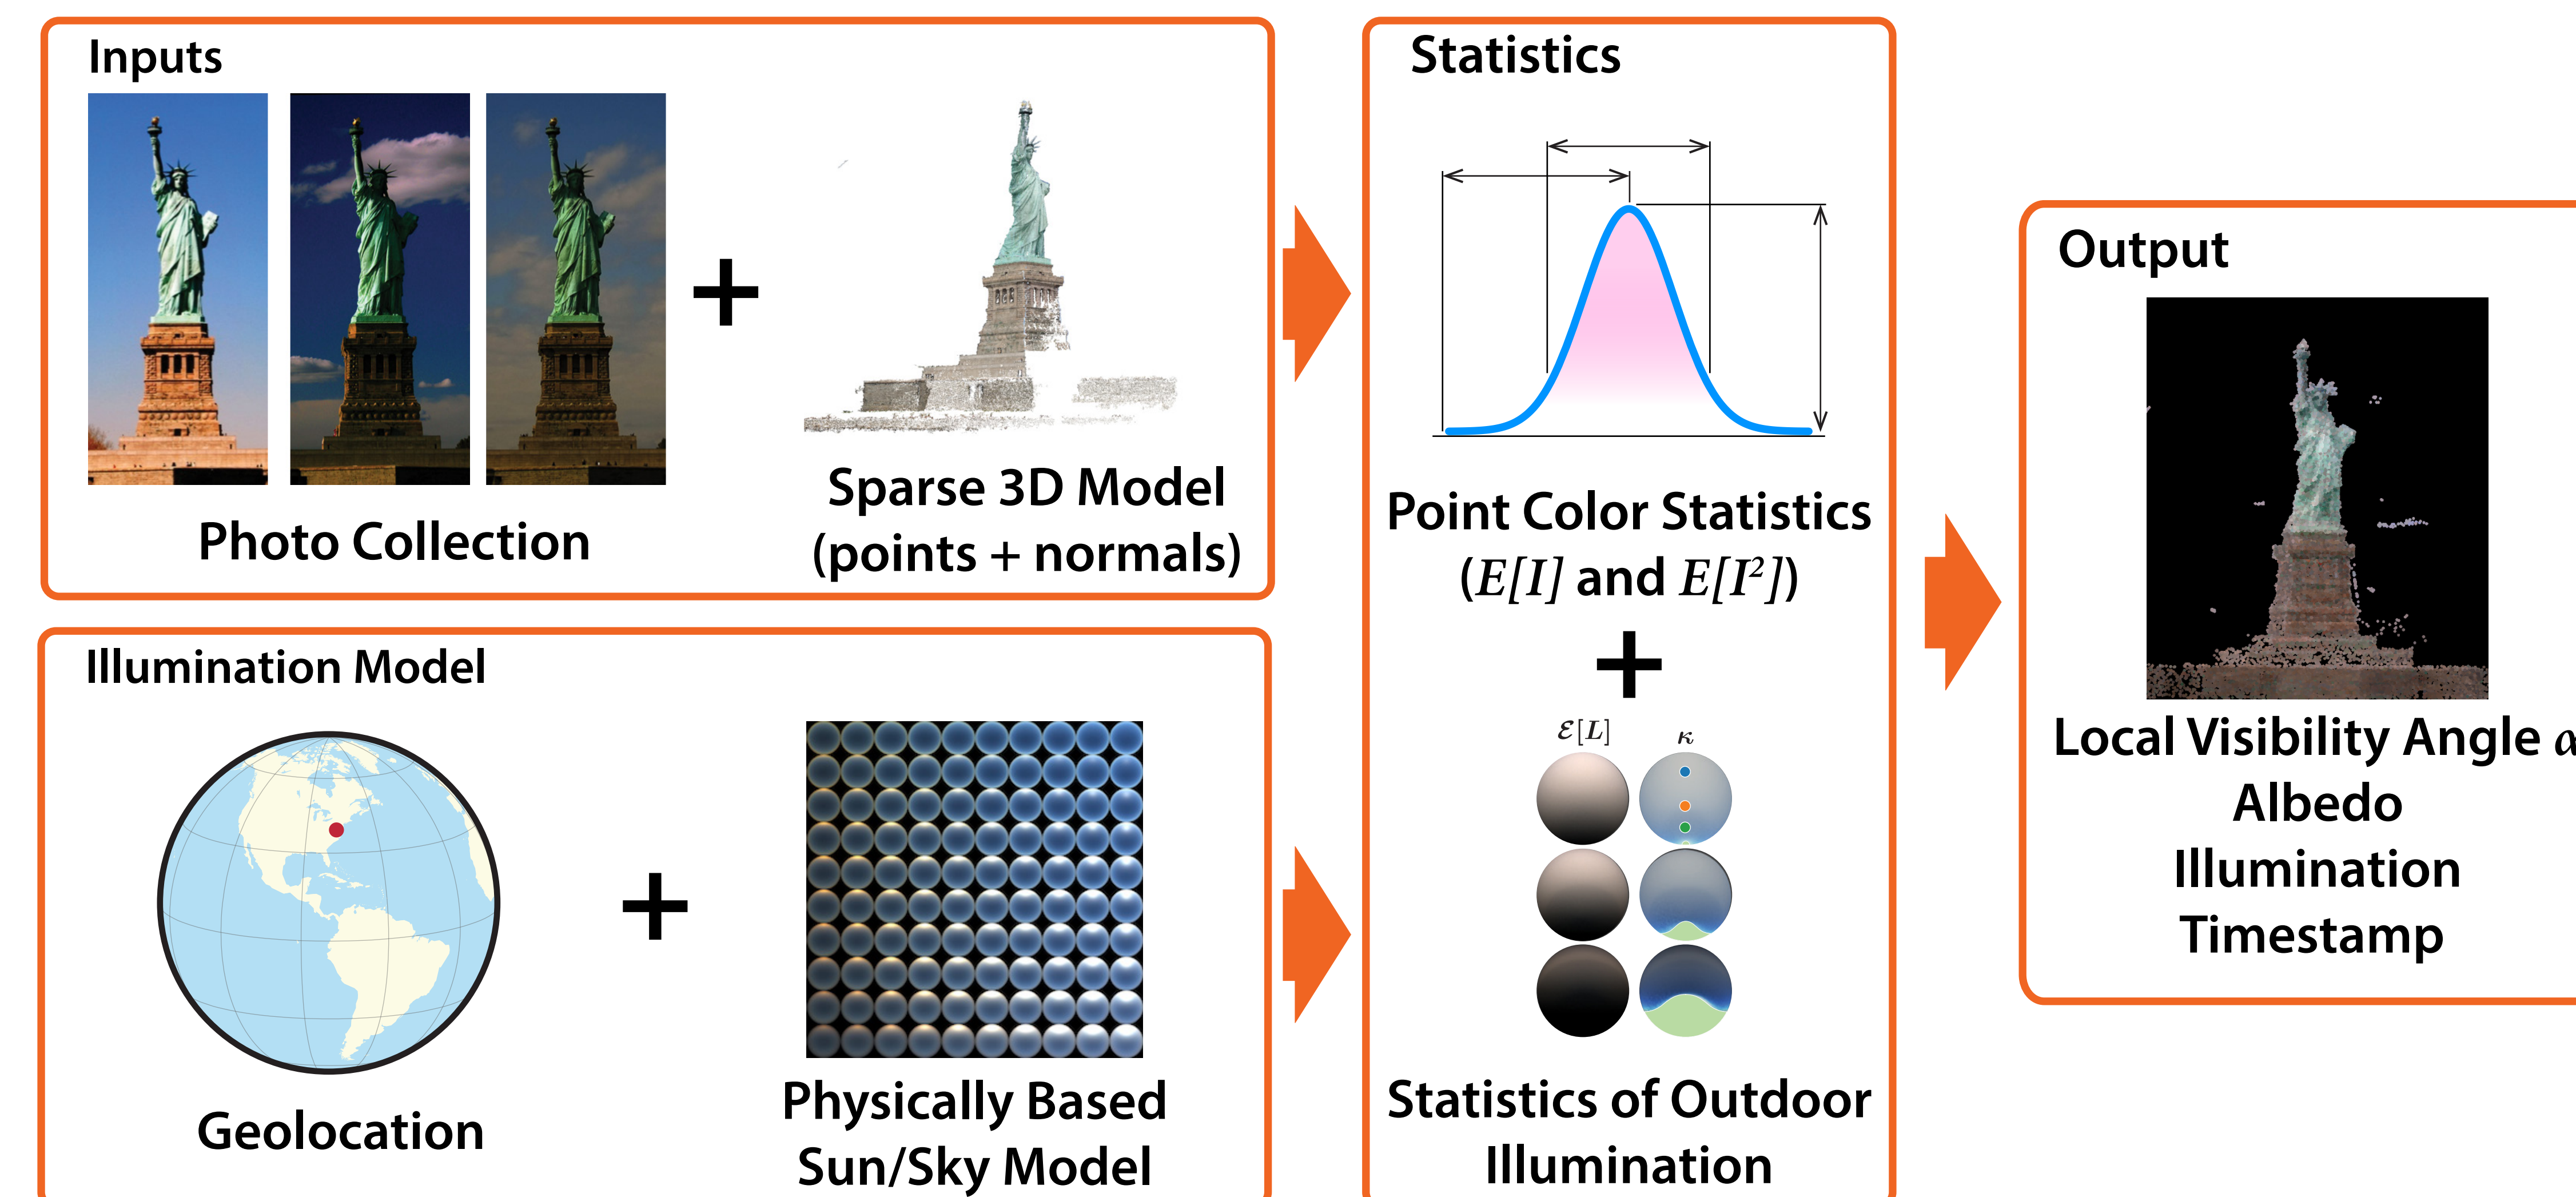 Inputs
+
Photo Collection
Sparse 3D Model
(points + normals)
Illumination Model
+
Geolocation
Physically Based
Sun/Sky Model
Statistics
Point Color Statistics
(E[I] and E[I²])
+
ℰ[L] κ
Statistics of Outdoor
Illumination
Output
Local Visibility Angle α
Albedo
Illumination
Timestamp